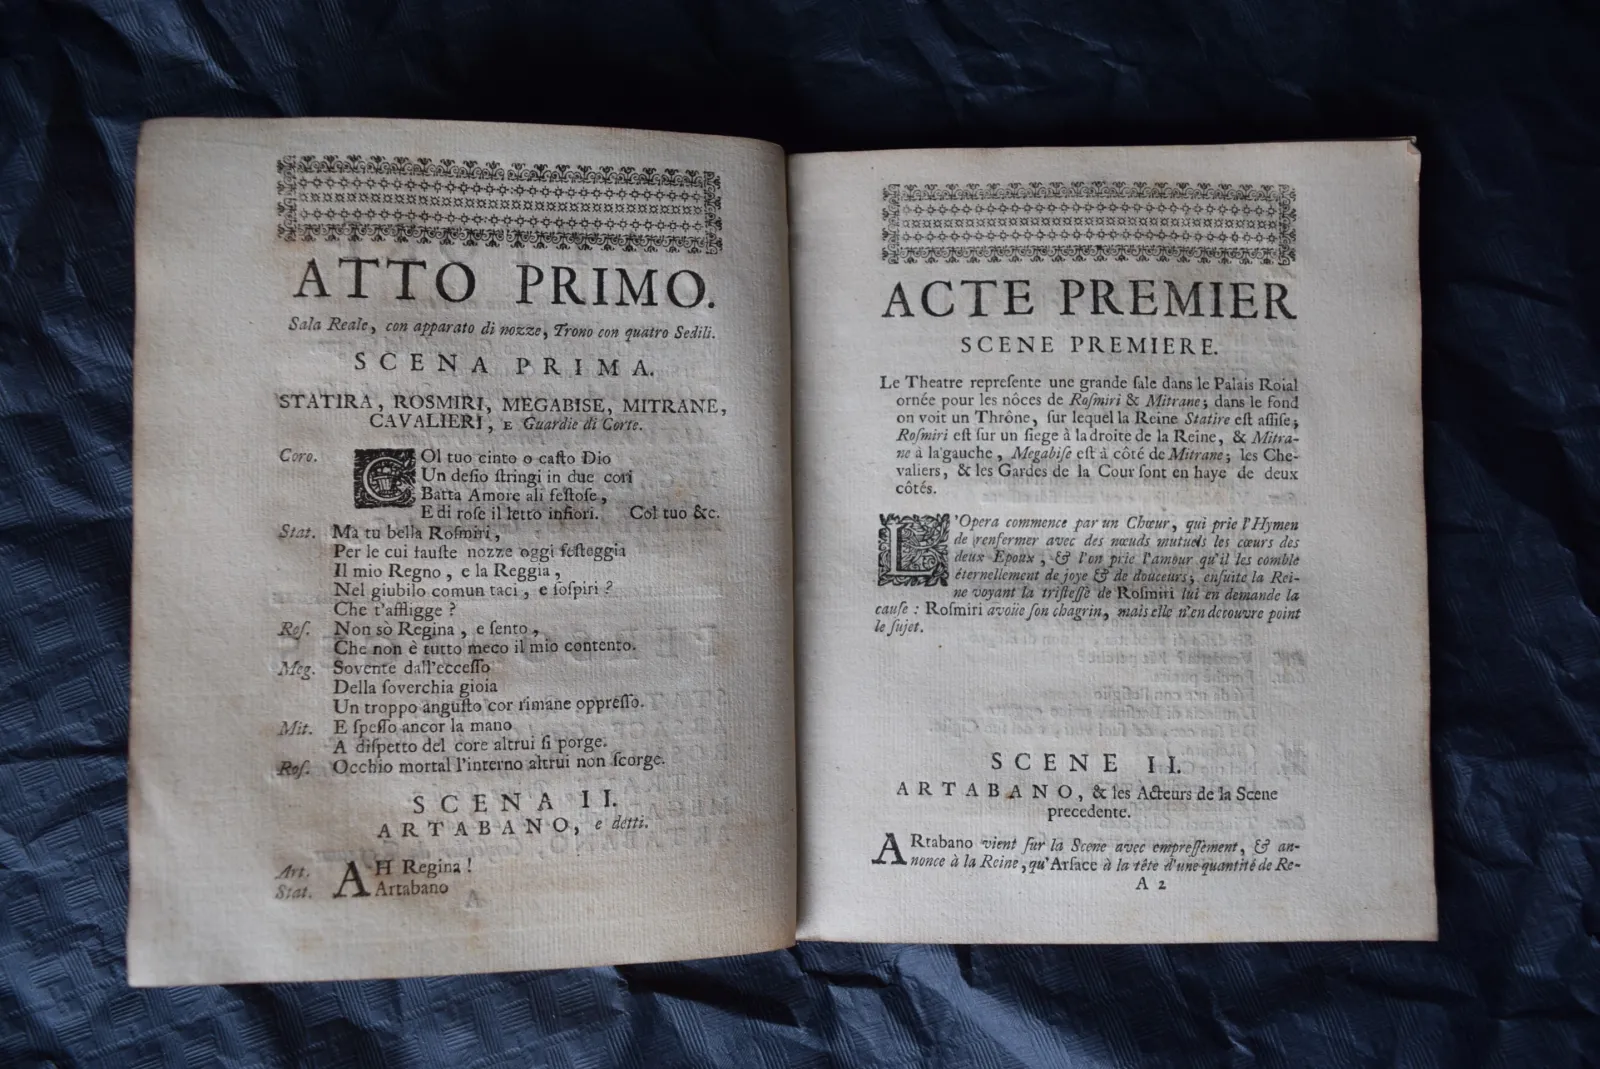 ATTO PRIMO.
Sala Reale, con apparato di nozze, Trono con quatro Sedili.
SCENA PRIMA.
STATIRA, ROSMIRI, MEGABISE, MITRANE,
CAVALIERI, E Guardie di Corte.
Coro. COl tuo cinto o caſto Dio
Un deſio ſtringi in due cori
Batta Amore ali feſtoſe,
E di roſe il letto infiori. Col tuo &c.
Stat. Ma tu bella Roſmiri,
Per le cui fauſte nozze oggi feſteggia
Il mio Regno, e la Reggia,
Nel giubilo comun taci, e ſoſpiri?
Che t'affligge?
Roſ. Non sò Regina, e ſento,
Che non è tutto meco il mio contento.
Meg. Sovente dall'ecceſſo
Della ſoverchia gioia
Un troppo anguſto cor rimane oppreſſo.
Mit. E ſpeſſo ancor la mano
A diſpetto del core altrui ſi porge.
Roſ. Occhio mortal l'interno altrui non ſcorge.
SCENA II.
ARTABANO, e detti.
Art. AH Regina!
Stat. Artabano
ACTE PREMIER
SCENE PREMIERE.
Le Theatre repreſente une grande ſale dans le Palais Roial
ornée pour les nôces de Roſmiri & Mitrane; dans le fond
on voit un Thrône, ſur lequel la Reine Statire eſt aſſiſe;
Roſmiri eſt ſur un ſiege à la droite de la Reine, & Mitra-
ne à la gauche, Megabiſe eſt à côté de Mitrane; les Che-
valiers, & les Gardes de la Cour ſont en haye de deux
côtés.
L'Opera commence par un Chœur, qui prie l'Hymen
de renfermer avec des nœuds mutuels les cœurs des
deux Epoux, & l'on prie l'amour qu'il les comble
éternellement de joye & de douceurs; enſuite la Rei-
ne voyant la triſteſſe de Roſmiri lui en demande la
cauſe: Roſmiri avoüe ſon chagrin, mais elle n'en decouvre point
le ſujet.
SCENE II.
ARTABANO, & les Acteurs de la Scene
precedente.
ARtabano vient ſur la Scene avec empreſſement, & an-
nonce à la Reine, qu'Arſace à la tête d'une quantité de Re-
A 2